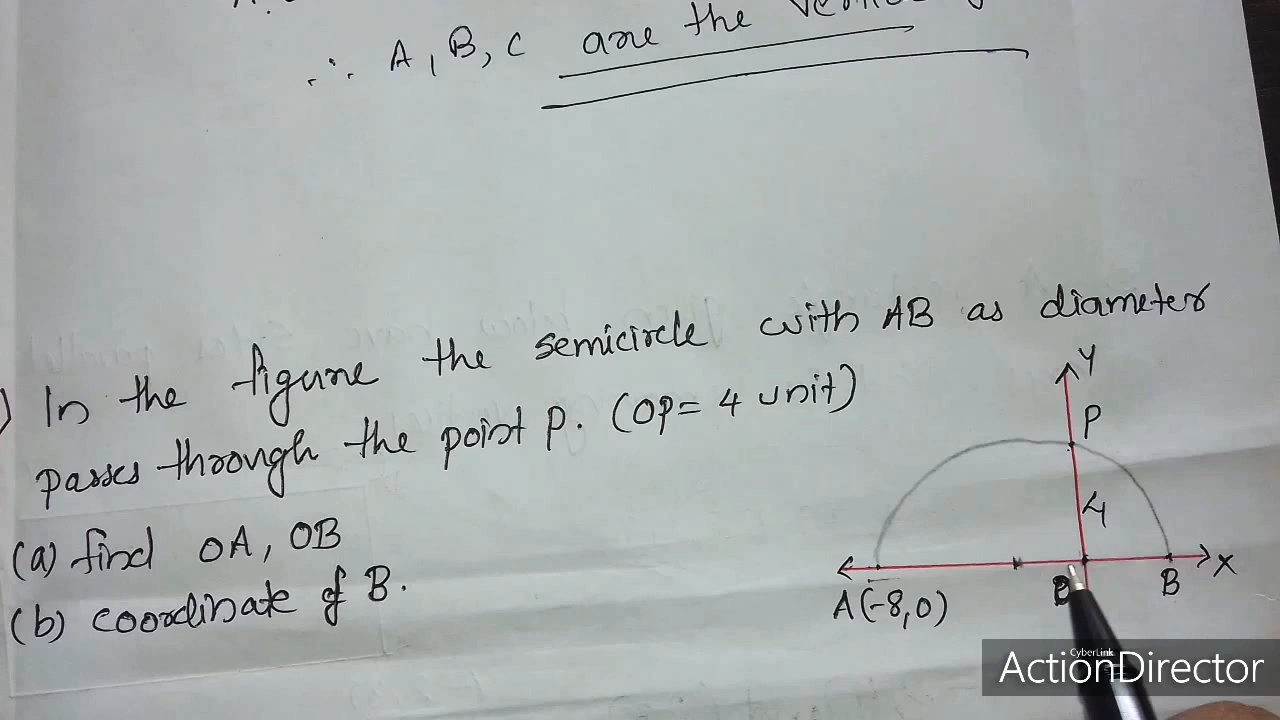 ∴ A, B, C are the
) In the figure the semicircle with AB as diameter
passes through the point P. (OP = 4 unit)
(a) find OA, OB
(b) coordinate of B.
Y
P
4
X
A(-8,0)
B
CyberLink
ActionDirector